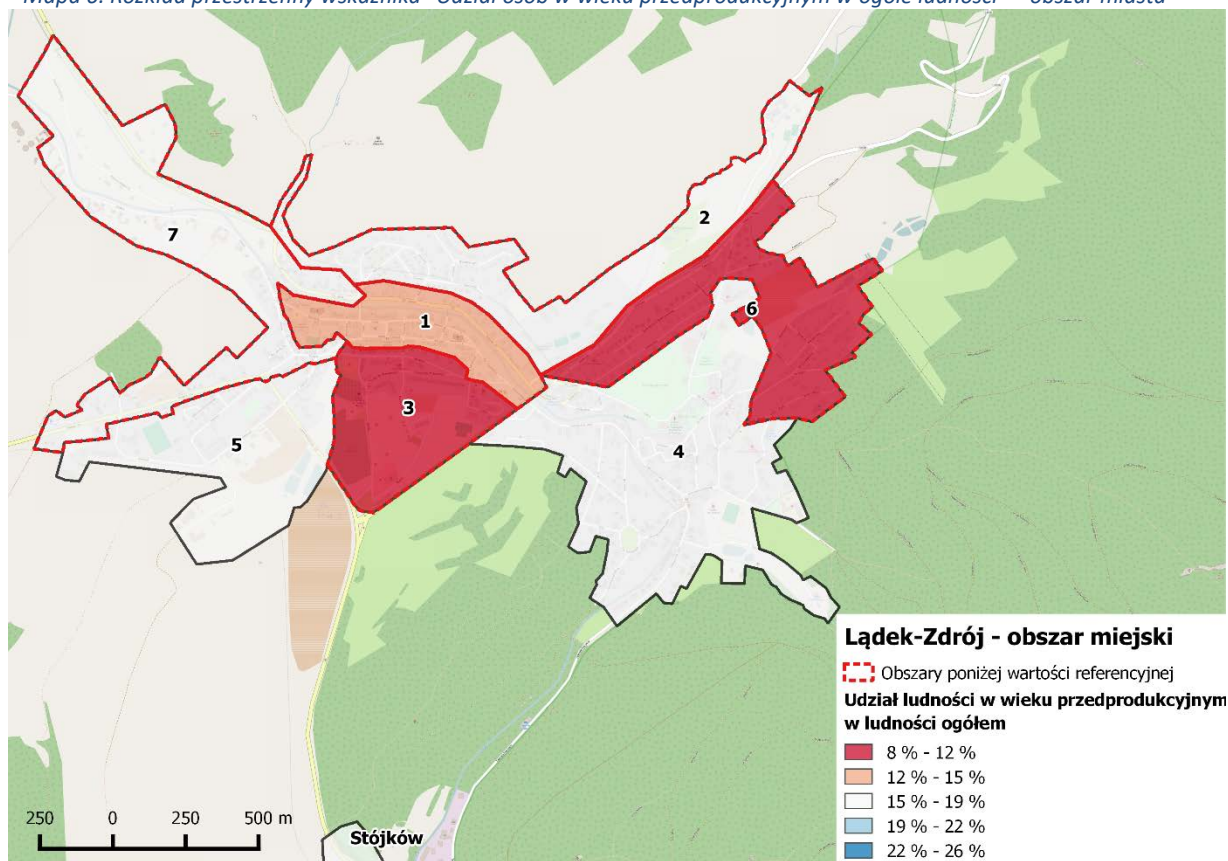 Mapa 6. Rozkład przestrzenny wskaźnika "Udział osób w wieku przedprodukcyjnym w ogóle ludności" - obszar miasta
2
7
1
6
3
5
4
Lądek-Zdrój - obszar miejski
Obszary poniżej wartości referencyjnej
Udział ludności w wieku przedprodukcyjnym
w ludności ogółem
8 % - 12 %
12 % - 15 %
15 % - 19 %
19 % - 22 %
22 % - 26 %
250 0 250 500 m
Stójków